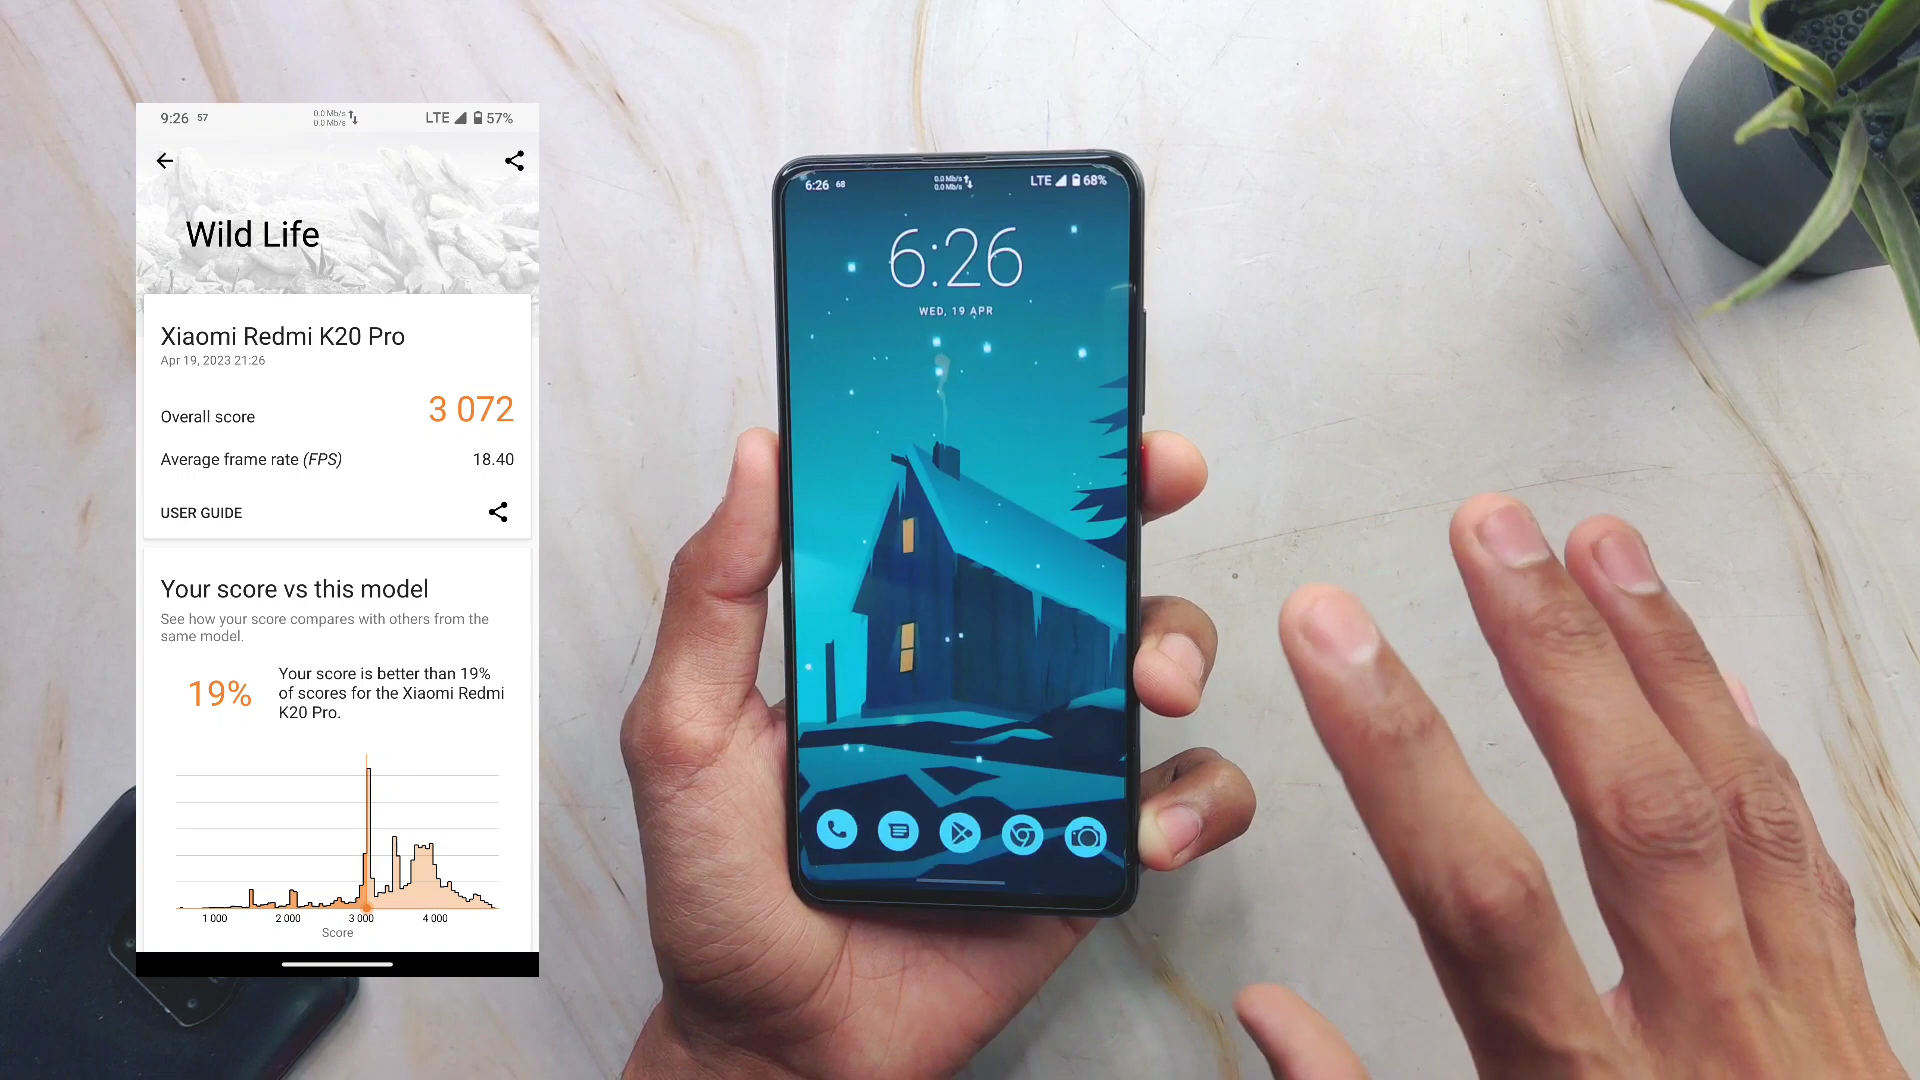 9:26 57
0.0 Mb/s
0.0 Mb/s
LTE 57%
Wild Life
Xiaomi Redmi K20 Pro
Apr 19, 2023 21:26
Overall score
3 072
Average frame rate (FPS)
18.40
USER GUIDE
Your score vs this model
See how your score compares with others from the
same model.
19%
Your score is better than 19%
of scores for the Xiaomi Redmi
K20 Pro.
1 000 2 000 3 000 4 000
Score
6:26 68
0.0 Mb/s
0.0 Mb/s
LTE 68%
6:26
WED, 19 APR